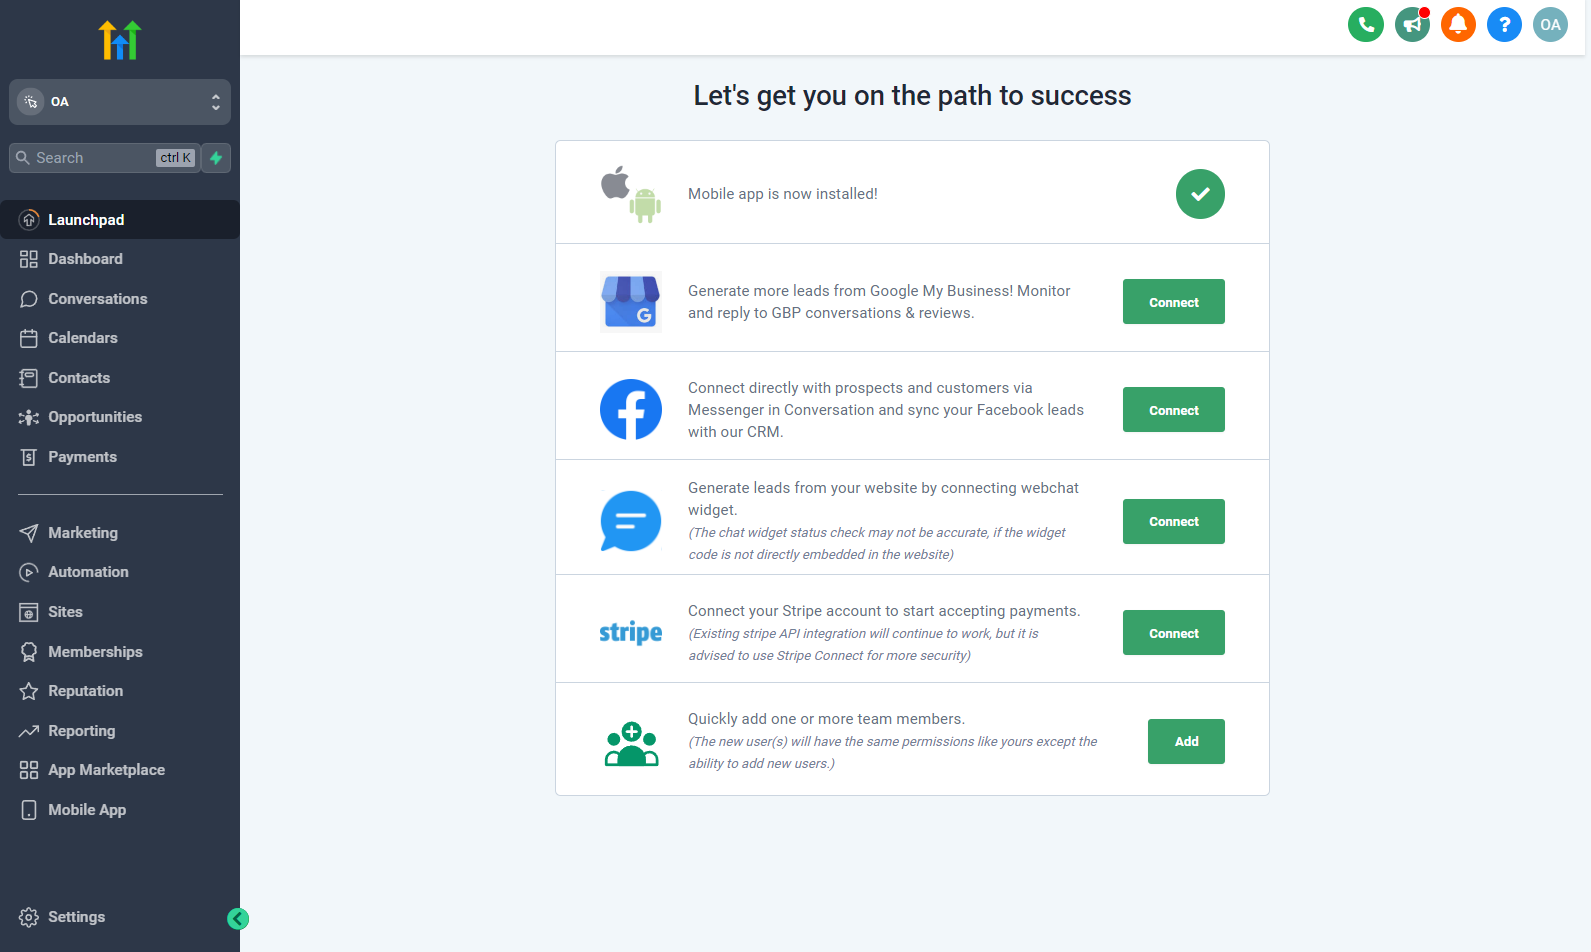 OA
Search
ctrl K
Launchpad
Dashboard
Conversations
Calendars
Contacts
Opportunities
Payments
Marketing
Automation
Sites
Memberships
Reputation
Reporting
App Marketplace
Mobile App
Settings
?
OA
Let's get you on the path to success
Mobile app is now installed!
G
Generate more leads from Google My Business! Monitor
and reply to GBP conversations & reviews.
Connect
Connect directly with prospects and customers via
Messenger in Conversation and sync your Facebook leads
with our CRM.
Connect
Generate leads from your website by connecting webchat
widget.
(The chat widget status check may not be accurate, if the widget
code is not directly embedded in the website)
Connect
stripe
Connect your Stripe account to start accepting payments.
(Existing stripe API integration will continue to work, but it is
advised to use Stripe Connect for more security)
Connect
Quickly add one or more team members.
(The new user(s) will have the same permissions like yours except the
ability to add new users.)
Add